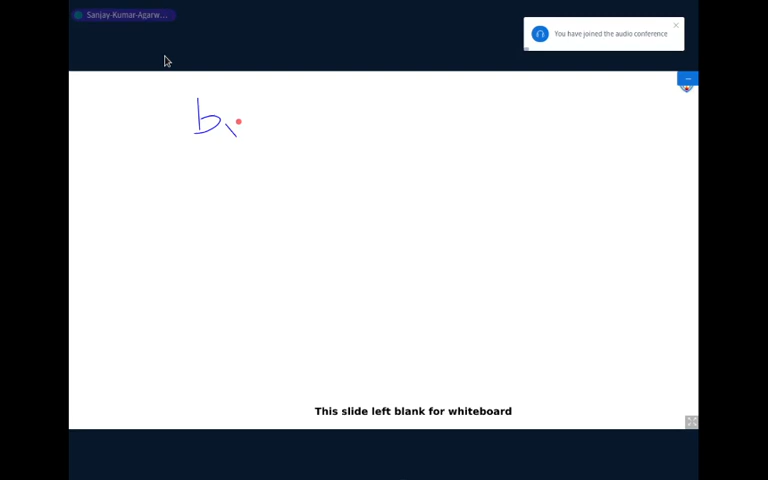 Sanjay-Kumar-Agarw...
You have joined the audio conference
b
This slide left blank for whiteboard